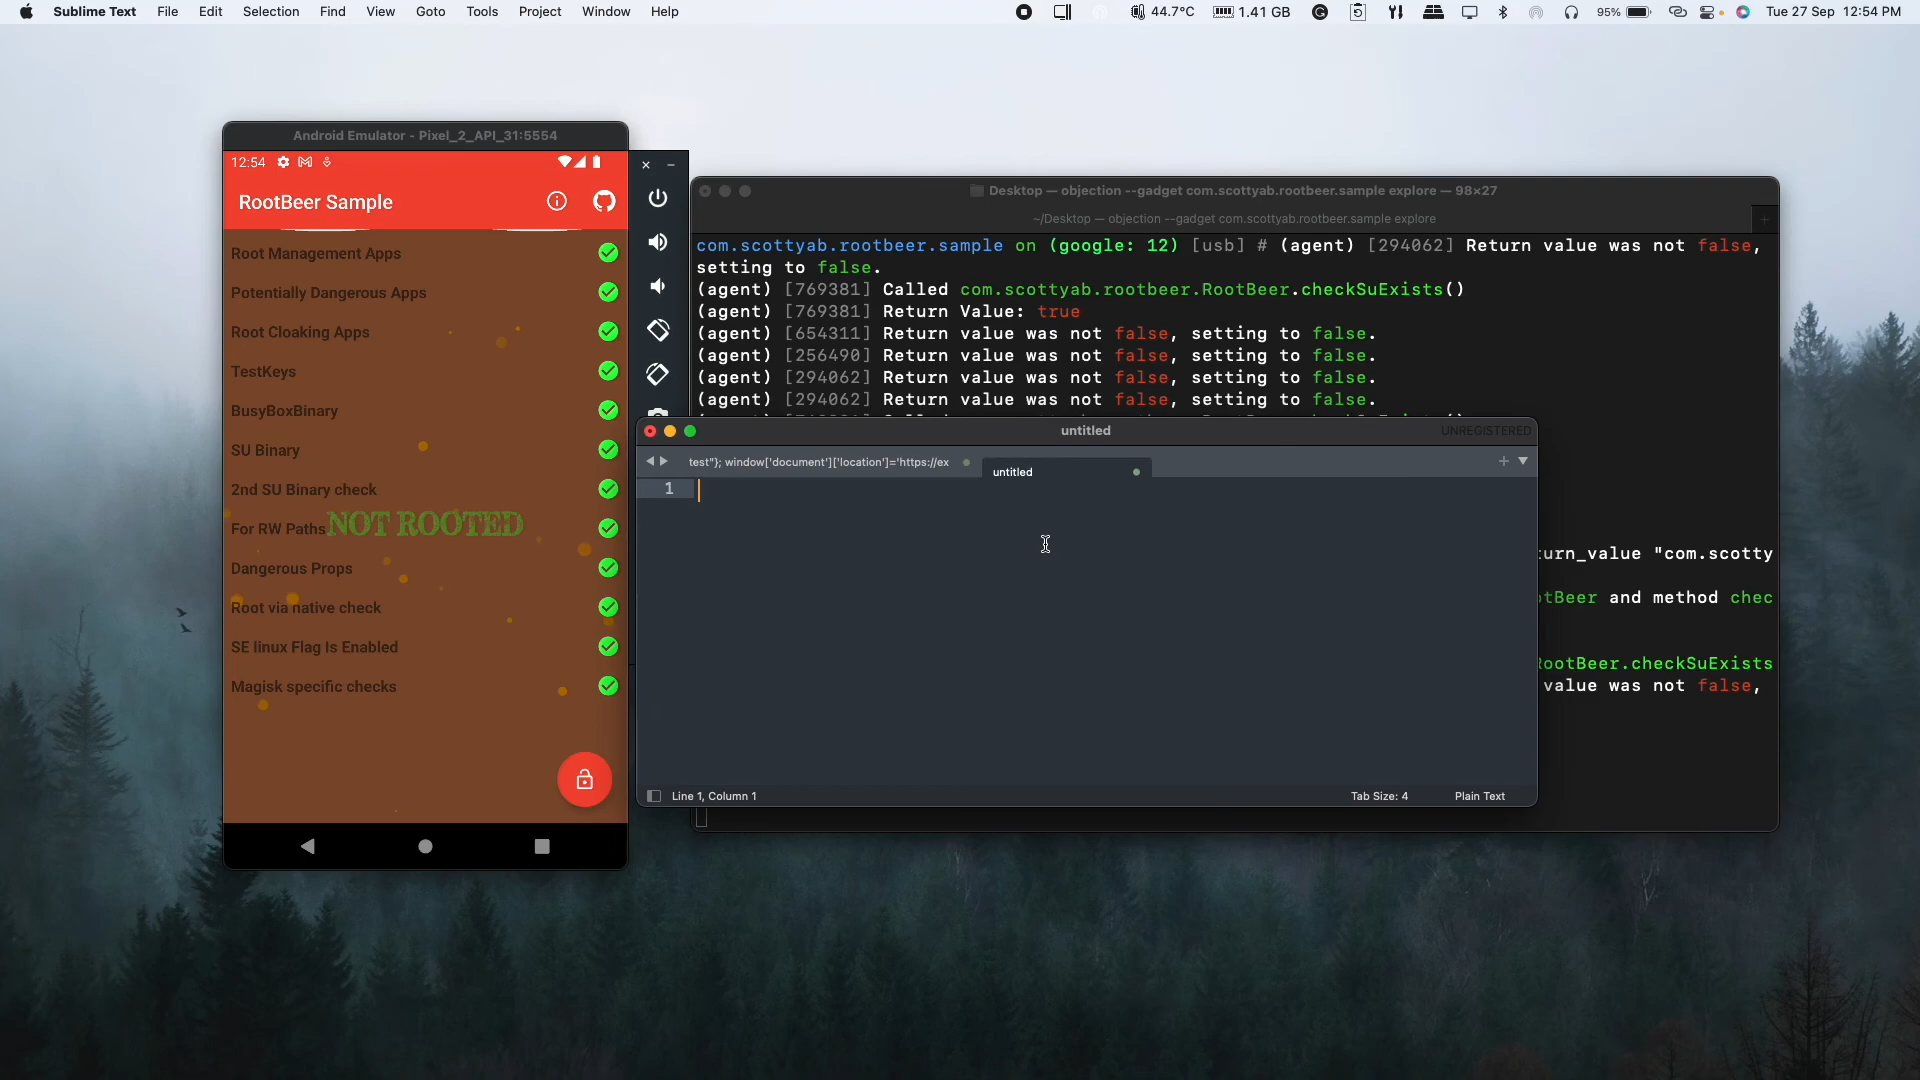 Sublime Text File Edit Selection Find View Goto Tools Project Window Help 44.7°C 1.41 GB 95% Tue 27 Sep 12:54 PM
Android Emulator - Pixel_2_API_31:5554
12:54
RootBeer Sample
Root Management Apps
Potentially Dangerous Apps
Root Cloaking Apps
TestKeys
BusyBoxBinary
SU Binary
2nd SU Binary check
For RW Paths
NOT ROOTED
Dangerous Props
Root via native check
SE linux Flag Is Enabled
Magisk specific checks
Desktop — objection --gadget com.scottyab.rootbeer.sample explore — 98×27
~/Desktop — objection --gadget com.scottyab.rootbeer.sample explore
com.scottyab.rootbeer.sample on (google: 12) [usb] # (agent) [294062] Return value was not false,
setting to false.
(agent) [769381] Called com.scottyab.rootbeer.RootBeer.checkSuExists()
(agent) [769381] Return Value: true
(agent) [654311] Return value was not false, setting to false.
(agent) [256490] Return value was not false, setting to false.
(agent) [294062] Return value was not false, setting to false.
(agent) [294062] Return value was not false, setting to false.
urn_value "com.scotty
tBeer and method chec
RootBeer.checkSuExists
value was not false,
untitled
UNREGISTERED
test"}; window['document']['location']='https://ex
untitled
1
Line 1, Column 1
Tab Size: 4
Plain Text